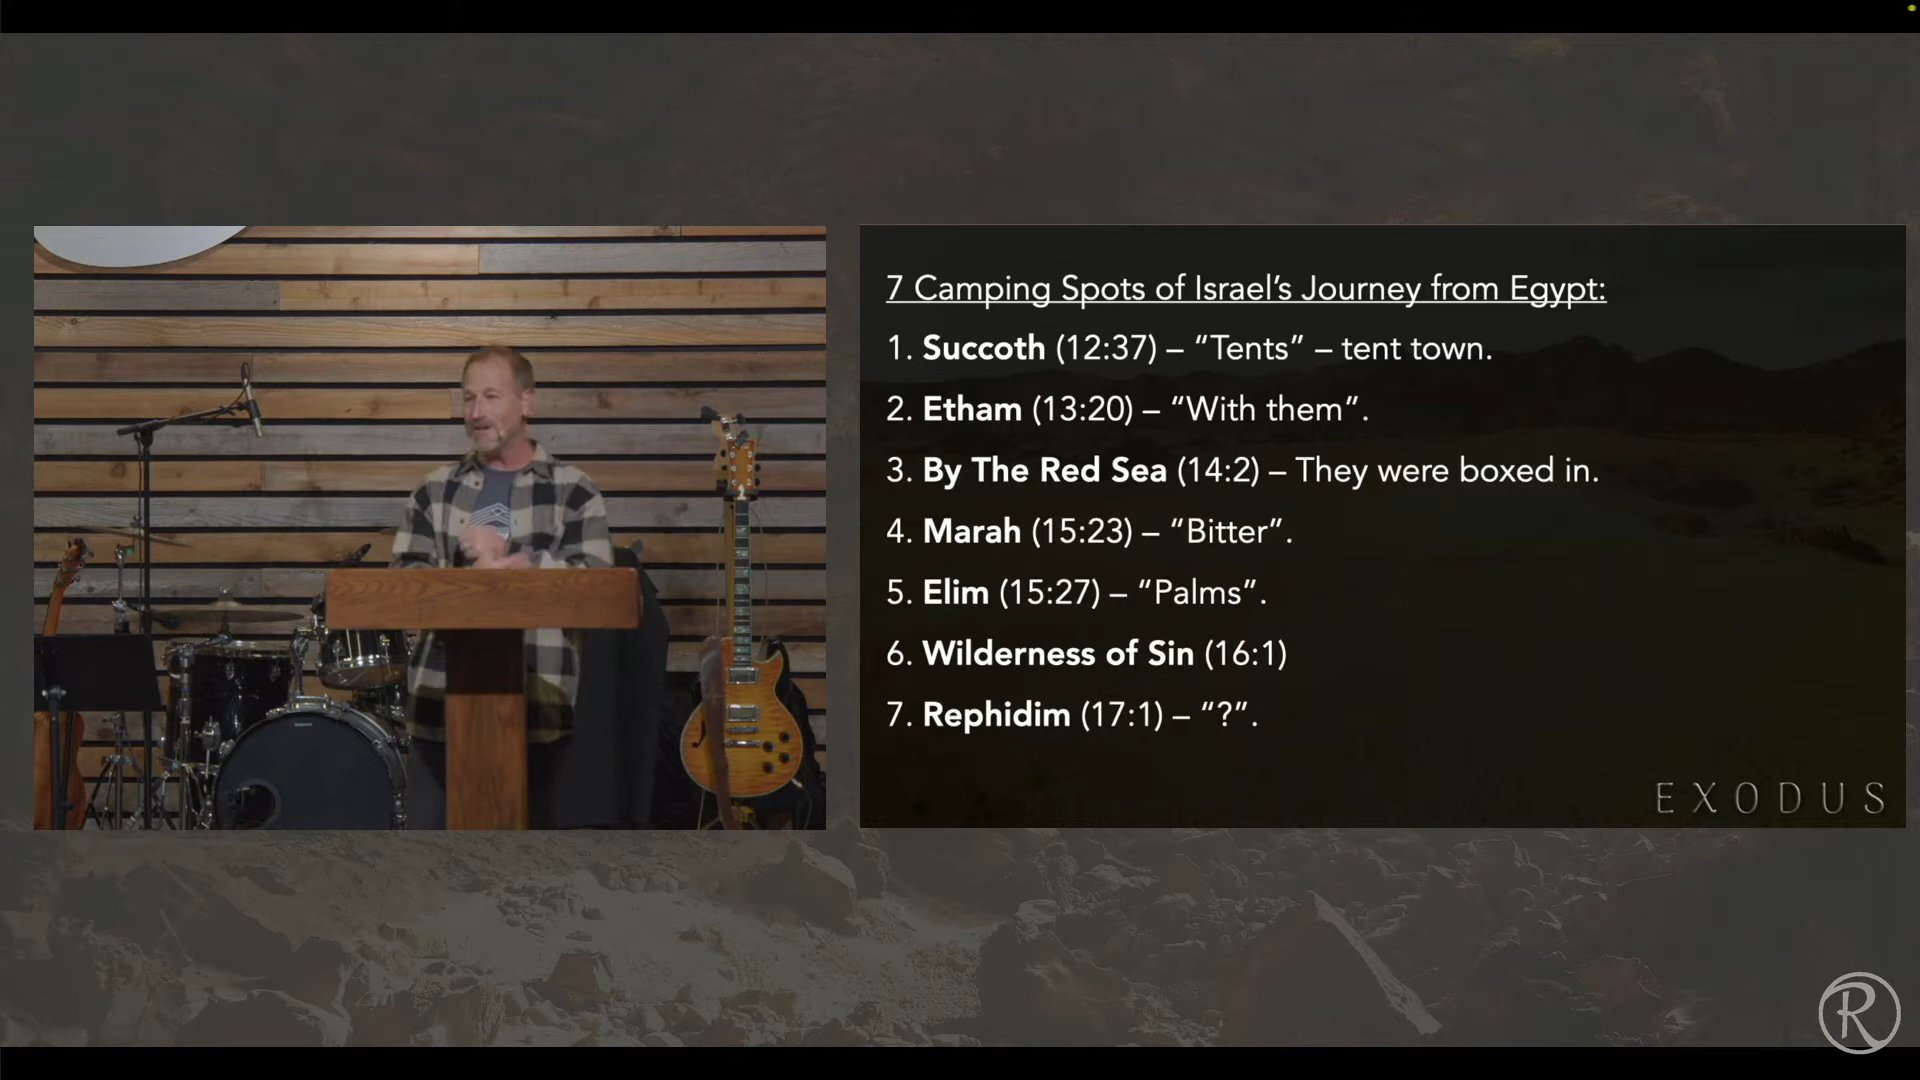 7 Camping Spots of Israel’s Journey from Egypt:
1. Succoth (12:37) – “Tents” – tent town.
2. Etham (13:20) – “With them”.
3. By The Red Sea (14:2) – They were boxed in.
4. Marah (15:23) – “Bitter”.
5. Elim (15:27) – “Palms”.
6. Wilderness of Sin (16:1)
7. Rephidim (17:1) – “?”.
EXODUS
R